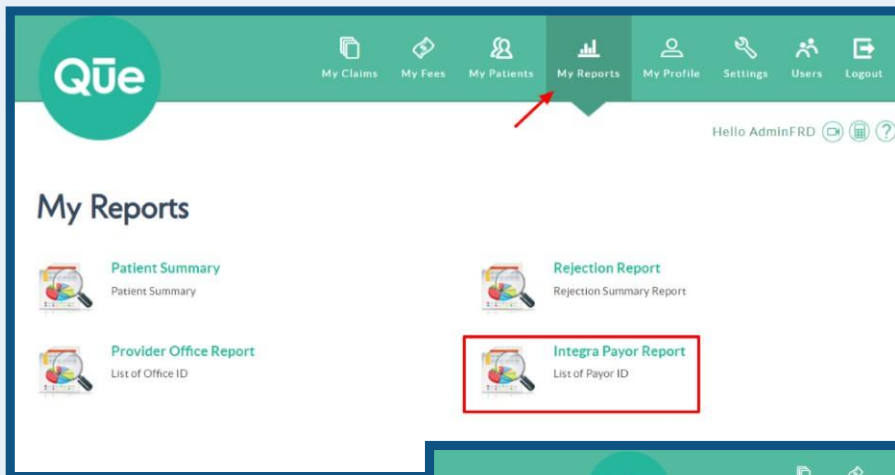 Qūe
My Claims My Fees My Patients My Reports My Profile Settings Users Logout
Hello AdminFRD
?
My Reports
Patient Summary
Patient Summary
Rejection Report
Rejection Summary Report
Provider Office Report
List of Office ID
Integra Payor Report
List of Payor ID